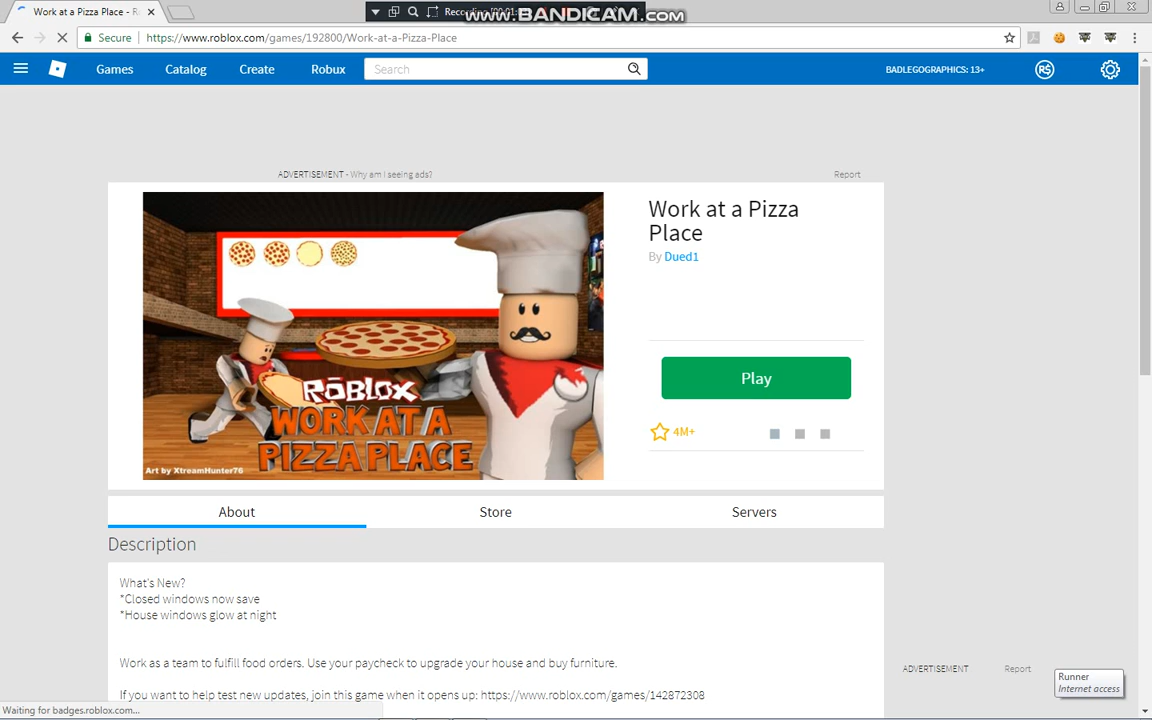 Work at a Pizza Place - R
www.BANDICAM.com
Secure
https://www.roblox.com/games/192800/Work-at-a-Pizza-Place
Games
Catalog
Create
Robux
Search
BADLEGOGRAPHICS: 13+
R$
ADVERTISEMENT - Why am I seeing ads?
Report
ROBLOX
WORK AT A
PIZZA PLACE
Art by XtreamHunter76
Work at a Pizza
Place
By Dued1
Play
4M+
About
Store
Servers
Description
What's New?
*Closed windows now save
*House windows glow at night
Work as a team to fulfill food orders. Use your paycheck to upgrade your house and buy furniture.
If you want to help test new updates, join this game when it opens up: https://www.roblox.com/games/142872308
ADVERTISEMENT
Report
Runner
Internet access
Waiting for badges.roblox.com...